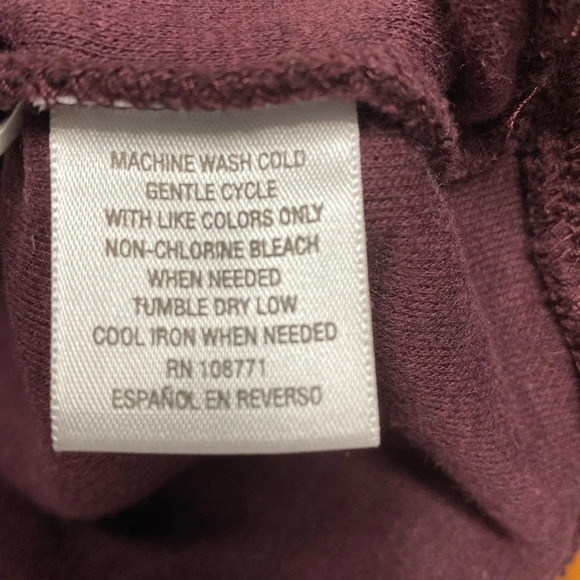 MACHINE WASH COLD
GENTLE CYCLE
WITH LIKE COLORS ONLY
NON-CHLORINE BLEACH
WHEN NEEDED
TUMBLE DRY LOW
COOL IRON WHEN NEEDED
RN 108771
ESPAÑOL EN REVERSO